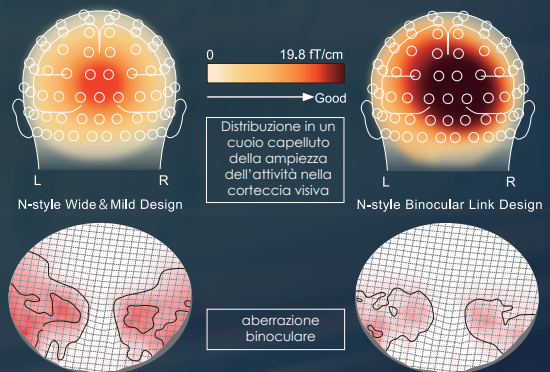 0 19.8 fT/cm
Good
Distribuzione in un
cuoio capelluto
della ampiezza
dell'attività nella
corteccia visiva
L R
L R
N-style Wide & Mild Design
N-style Binocular Link Design
aberrazione
binoculare